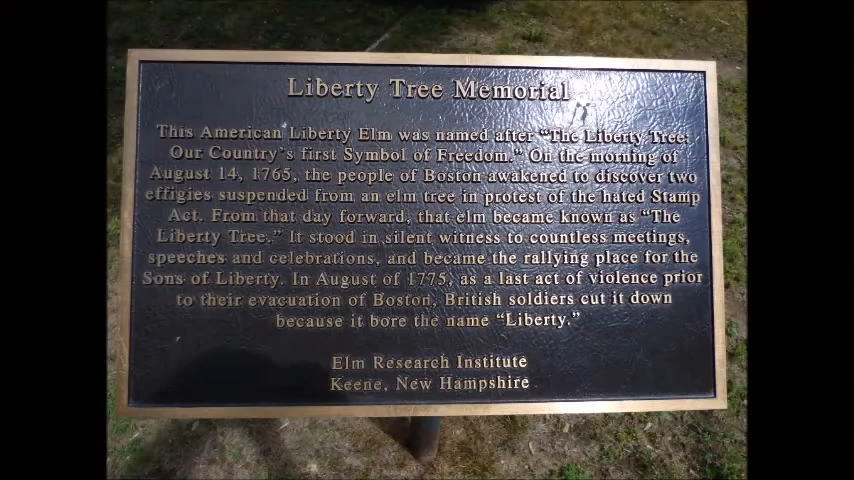 Liberty Tree Memorial
This American Liberty Elm was named after “The Liberty Tree:
Our Country’s first Symbol of Freedom.” On the morning of
August 14, 1765, the people of Boston awakened to discover two
effigies suspended from an elm tree in protest of the hated Stamp
Act. From that day forward, that elm became known as “The
Liberty Tree.” It stood in silent witness to countless meetings,
speeches and celebrations, and became the rallying place for the
Sons of Liberty. In August of 1775, as a last act of violence prior
to their evacuation of Boston, British soldiers cut it down
because it bore the name “Liberty.”
Elm Research Institute
Keene, New Hampshire